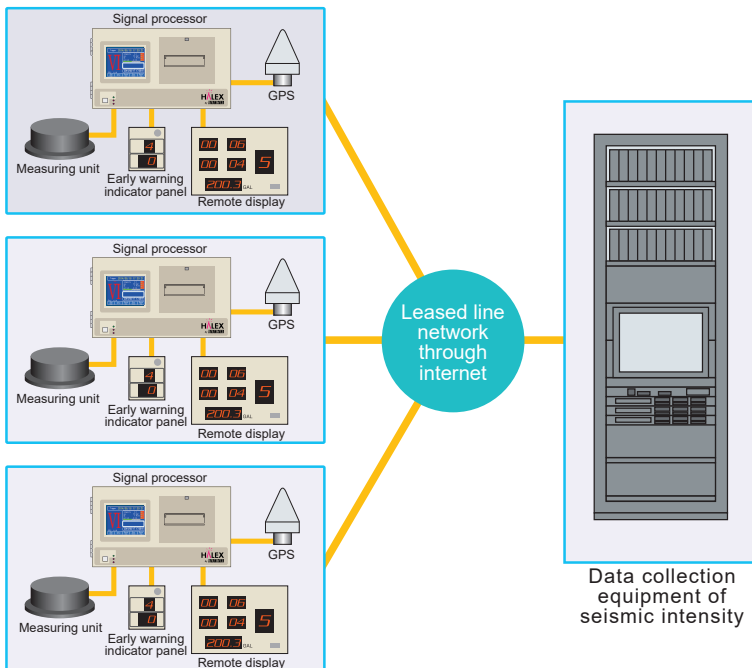 Signal processor
VI
HALEX
GPS
Measuring unit
4
0
Early warning
indicator panel
00 06
00 04
5
200.3 GAL
Remote display
Signal processor
VI
HALEX
GPS
Measuring unit
4
0
Early warning
indicator panel
00 06
00 04
5
200.3 GAL
Remote display
Signal processor
VI
HALEX
GPS
Measuring unit
4
0
Early warning
indicator panel
00 06
00 04
5
200.3 GAL
Remote display
Leased line
network
through
internet
Data collection
equipment of
seismic intensity